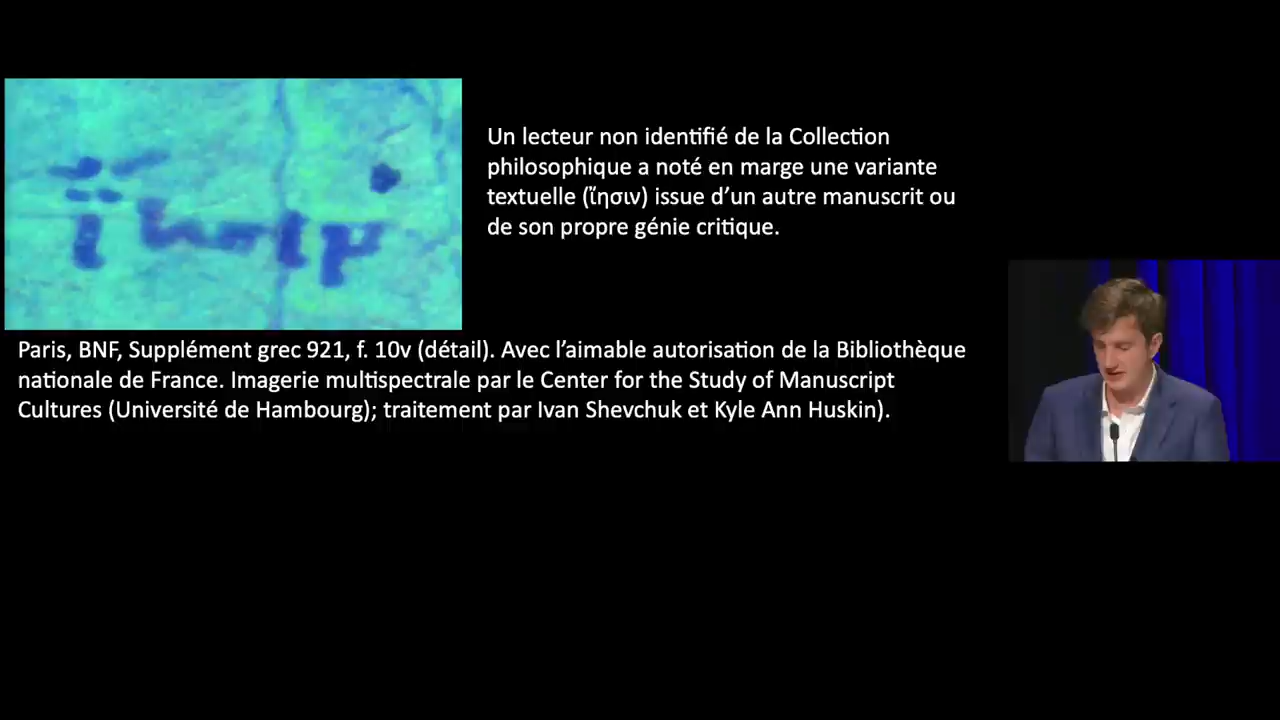 ἵησιν
Un lecteur non identifié de la Collection
philosophique a noté en marge une variante
textuelle (ἵησιν) issue d’un autre manuscrit ou
de son propre génie critique.
Paris, BNF, Supplément grec 921, f. 10v (détail). Avec l’aimable autorisation de la Bibliothèque
nationale de France. Imagerie multispectrale par le Center for the Study of Manuscript
Cultures (Université de Hambourg); traitement par Ivan Shevchuk et Kyle Ann Huskin).